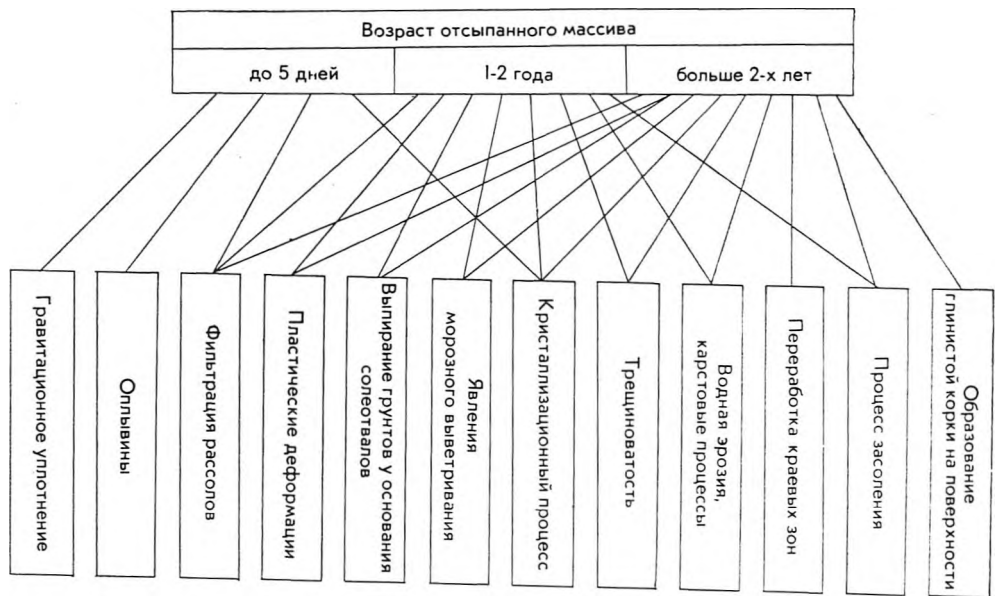 Возраст отсыпанного массива
до 5 дней
1-2 года
больше 2-х лет
Гравитационное уплотнение
Оплывины
Фильтрация рассолов
Пластические деформации
Выпирание грунтов у основания
солеотвалов
Явления
морозного выветривания
Кристаллизационный процесс
Трещиноватость
Водная эрозия,
карстовые процессы
Переработка краевых зон
Процесс засоления
Образование
глинистой корки на поверхности